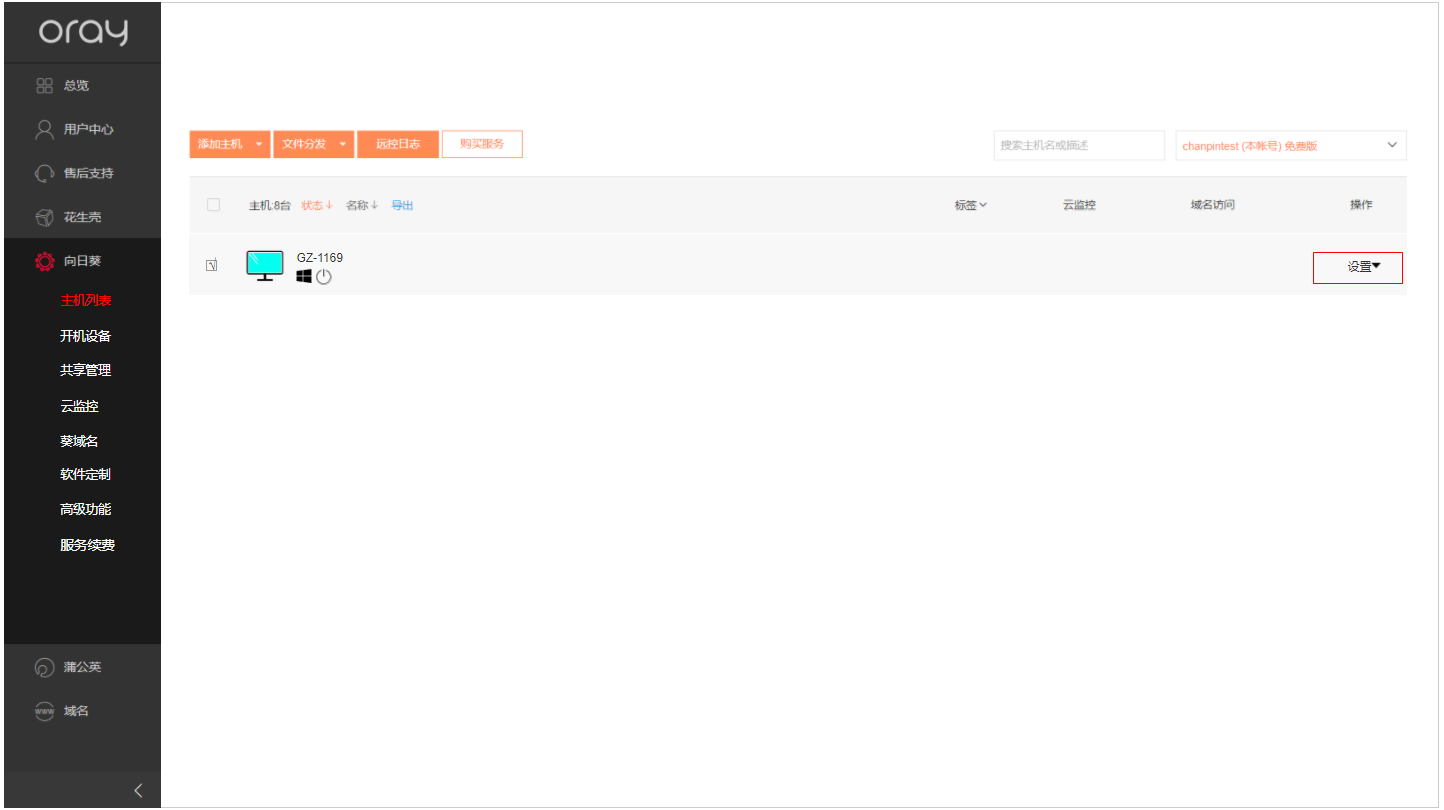 oray
总览
用户中心
售后支持
花生壳
向日葵
主机列表
开机设备
共享管理
云监控
葵域名
软件定制
高级功能
服务续费
蒲公英
www 域名
添加主机 文件分发 远控日志 购买服务 搜索主机名或描述 chanpintest (本帐号) 免费版
主机:8台 状态↓ 名称↓ 导出 标签 云监控 域名访问 操作
GZ-1169
设置